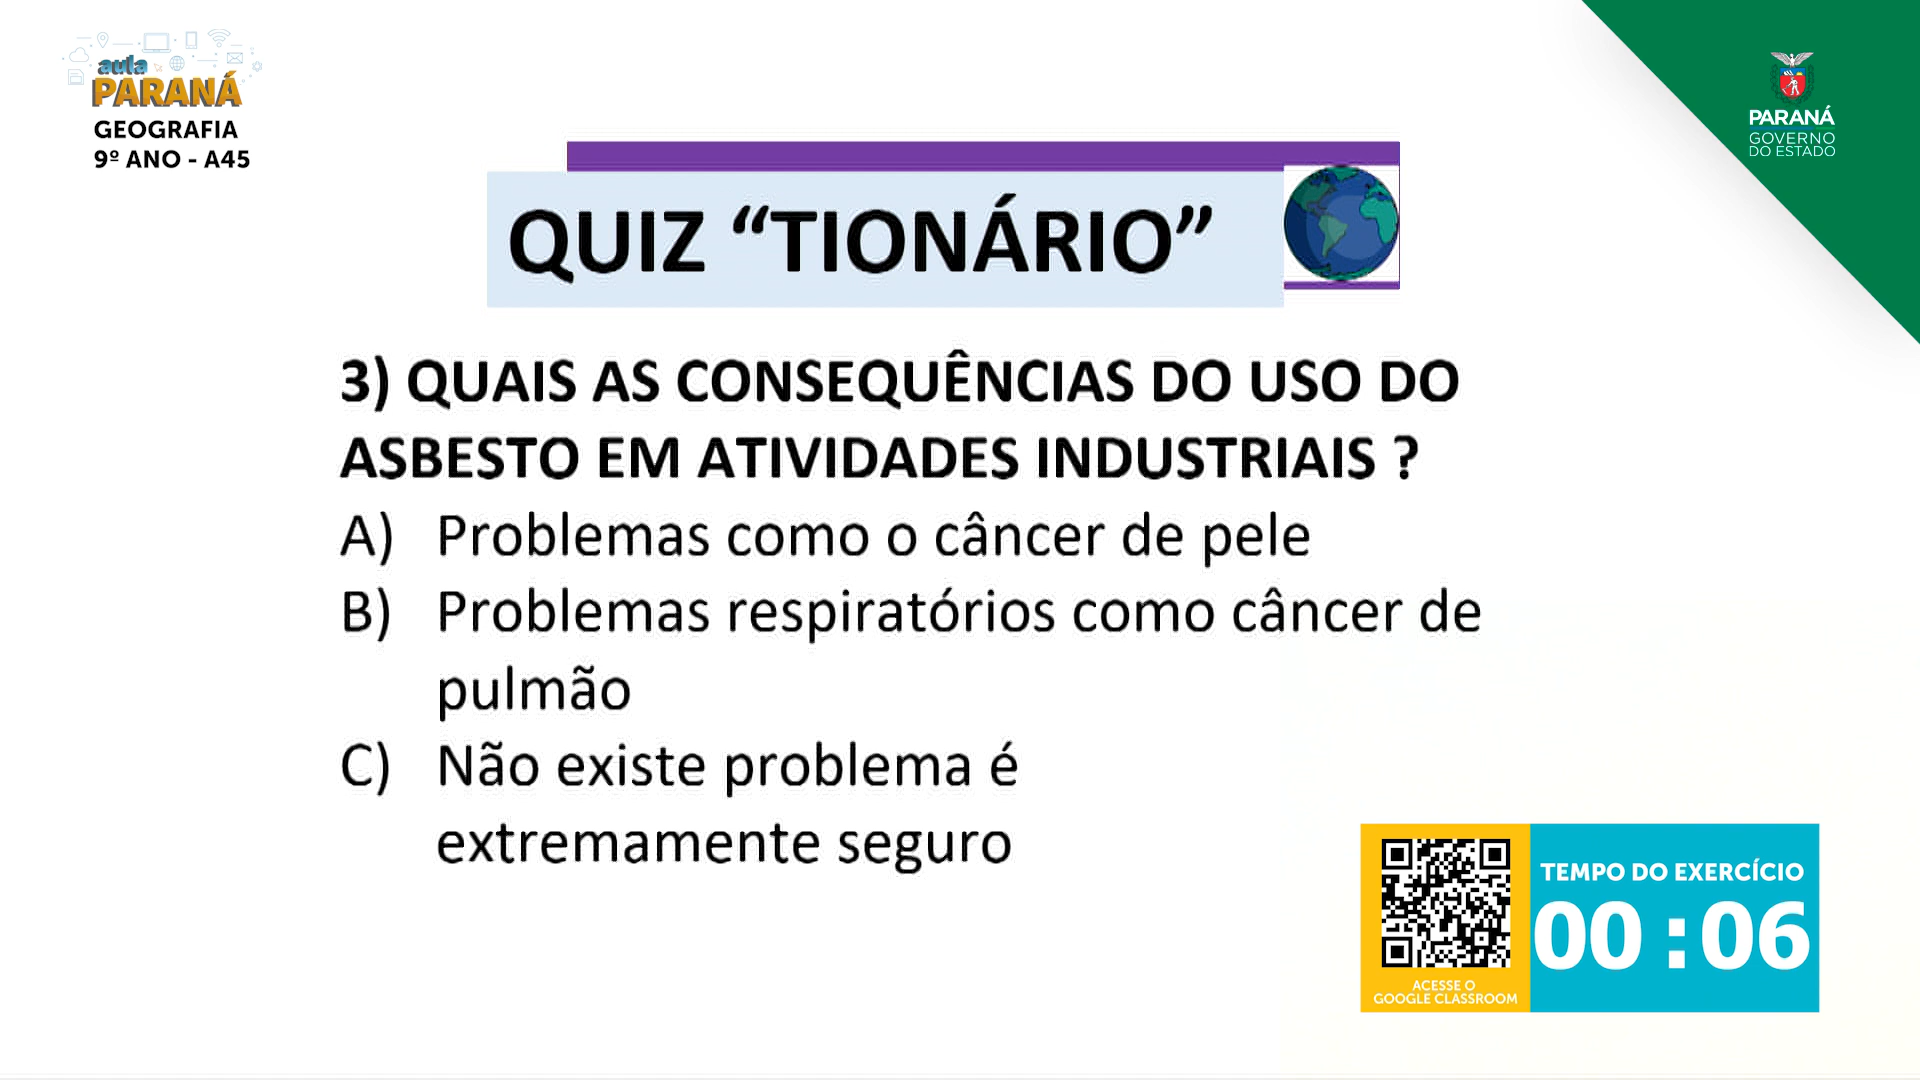 aula
PARANÁ
GEOGRAFIA
9º ANO - A45
PARANÁ
GOVERNO
DO ESTADO
QUIZ “TIONÁRIO”
3) QUAIS AS CONSEQUÊNCIAS DO USO DO
ASBESTO EM ATIVIDADES INDUSTRIAIS ?
A) Problemas como o câncer de pele
B) Problemas respiratórios como câncer de
pulmão
C) Não existe problema é
extremamente seguro
ACESSE O
GOOGLE CLASSROOM
TEMPO DO EXERCÍCIO
00 : 06